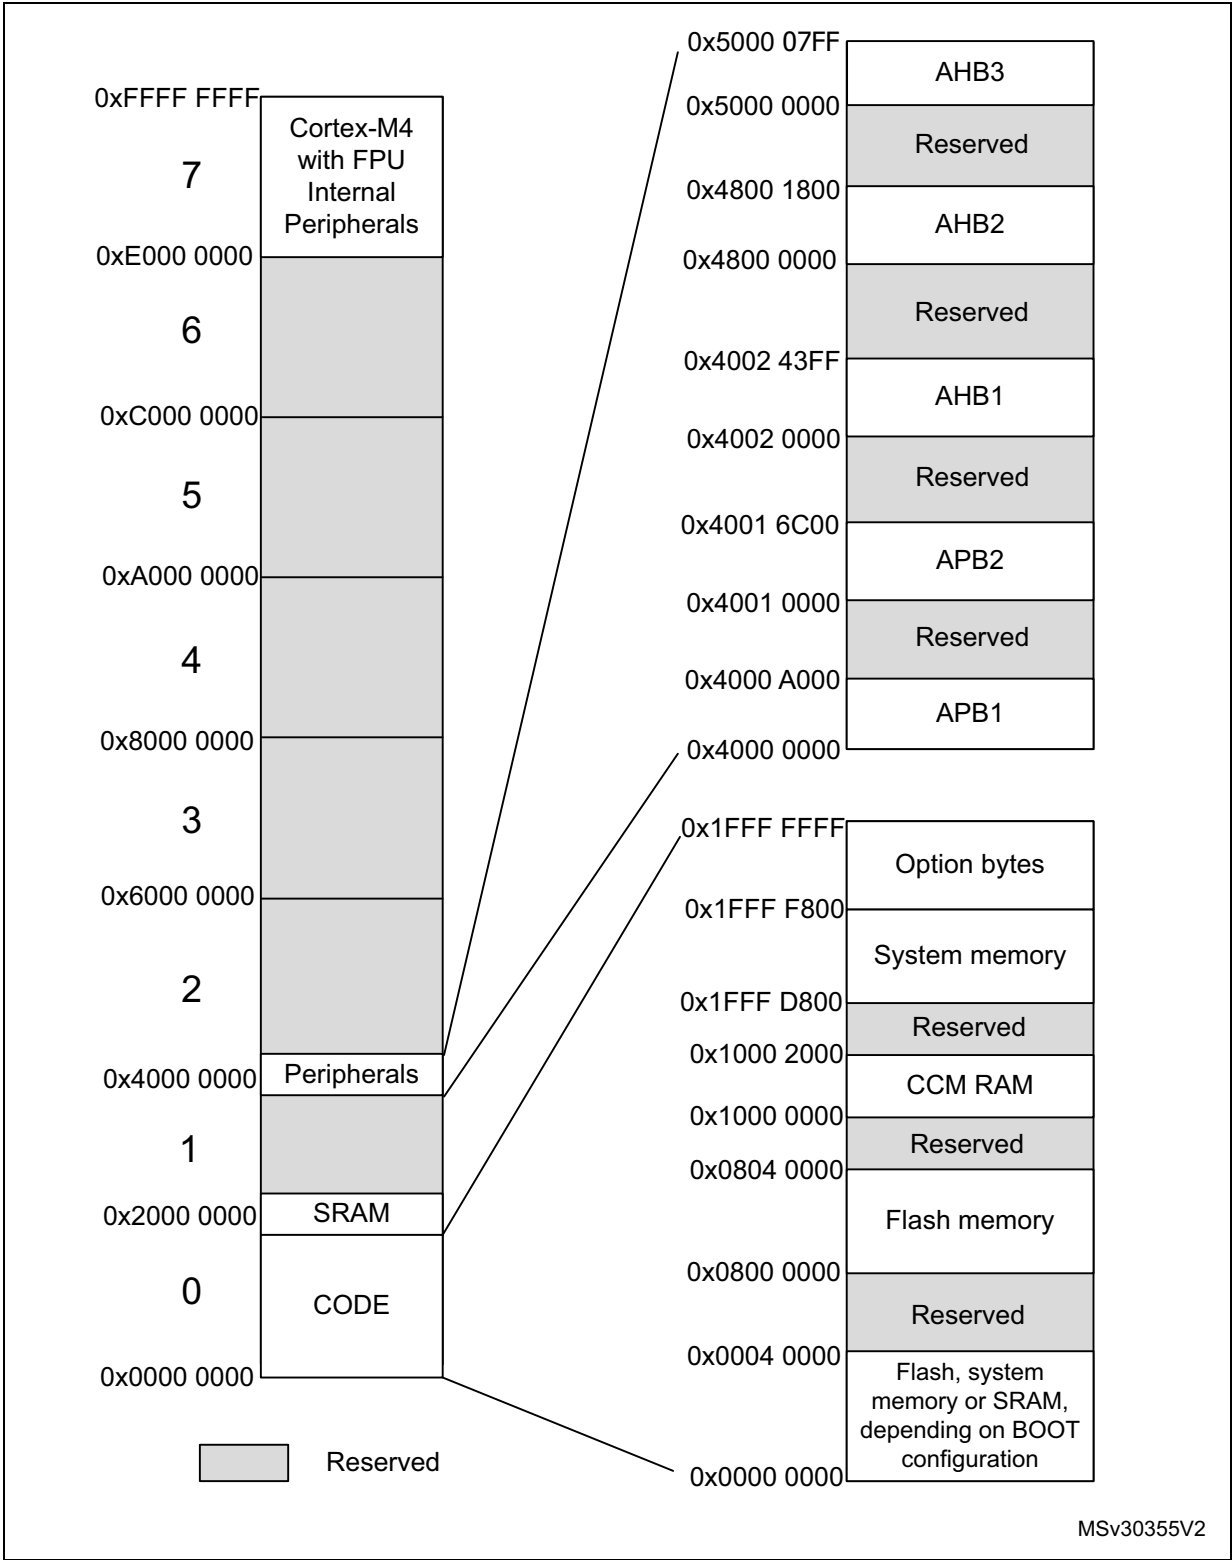 0xFFFF FFFF
Cortex-M4
with FPU
Internal
Peripherals
7
0xE000 0000
6
0xC000 0000
5
0xA000 0000
4
0x8000 0000
3
0x6000 0000
2
Peripherals
0x4000 0000
1
SRAM
0x2000 0000
0
CODE
0x0000 0000
Reserved
0x5000 07FF
AHB3
0x5000 0000
Reserved
0x4800 1800
AHB2
0x4800 0000
Reserved
0x4002 43FF
AHB1
0x4002 0000
Reserved
0x4001 6C00
APB2
0x4001 0000
Reserved
0x4000 A000
APB1
0x4000 0000
0x1FFF FFFF
Option bytes
0x1FFF F800
System memory
0x1FFF D800
Reserved
0x1000 2000
CCM RAM
0x1000 0000
Reserved
0x0804 0000
Flash memory
0x0800 0000
Reserved
0x0004 0000
Flash, system
memory or SRAM,
depending on BOOT
configuration
0x0000 0000
MSv30355V2